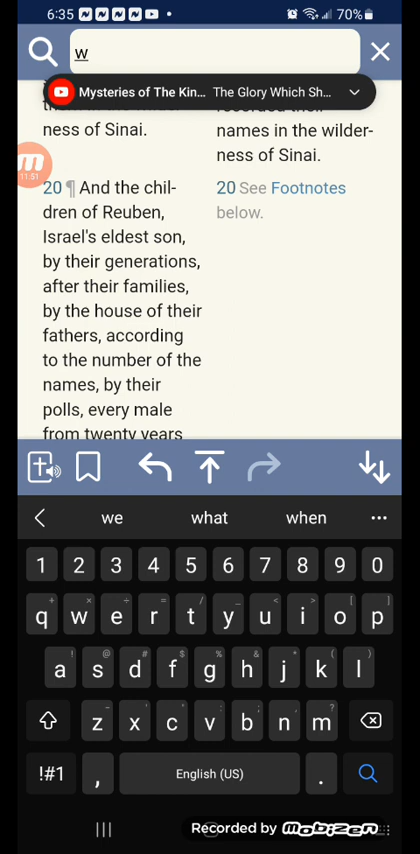 6:35 70%
w
Mysteries of The Kin... The Glory Which Sh...
ness of Sinai.
recorded their
names in the wilder-
ness of Sinai.
11:51
20 ¶ And the chil-
dren of Reuben,
Israel's eldest son,
by their generations,
after their families,
by the house of their
fathers, according
to the number of the
names, by their
polls, every male
from twenty years
20 See Footnotes
below.
we what when ...
1 2 3 4 5 6 7 8 9 0
q w e r t y u i o p
a s d f g h j k l
z x c v b n m
!#1 , English (US) .
Recorded by mobizen